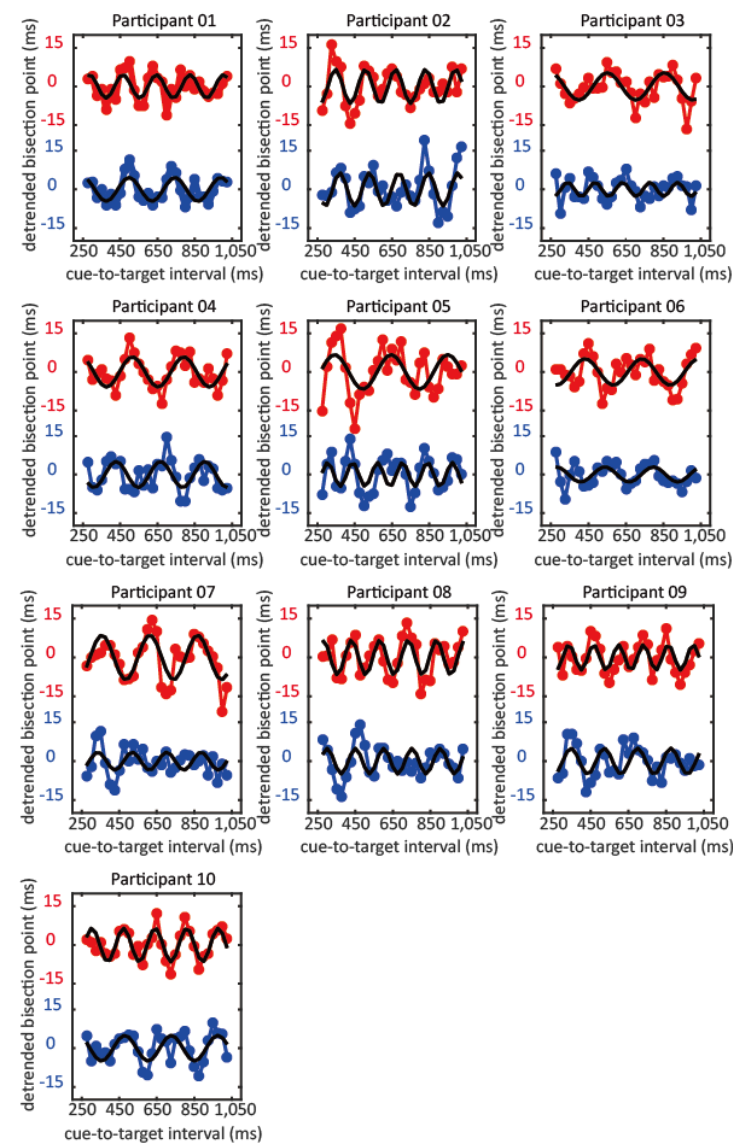 Participant 01 Participant 02 Participant 03
detrended bisection point (ms) 15 0 -15 15 0 -15
detrended bisection point (ms) 15 0 -15 15 0 -15
detrended bisection point (ms) 15 0 -15 15 0 -15
250 450 650 850 1,050 250 450 650 850 1,050 250 450 650 850 1,050
cue-to-target interval (ms) cue-to-target interval (ms) cue-to-target interval (ms)
Participant 04 Participant 05 Participant 06
detrended bisection point (ms) 15 0 -15 15 0 -15
detrended bisection point (ms) 15 0 -15 15 0 -15
detrended bisection point (ms) 15 0 -15 15 0 -15
250 450 650 850 1,050 250 450 650 850 1,050 250 450 650 850 1,050
cue-to-target interval (ms) cue-to-target interval (ms) cue-to-target interval (ms)
Participant 07 Participant 08 Participant 09
detrended bisection point (ms) 15 0 -15 15 0 -15
detrended bisection point (ms) 15 0 -15 15 0 -15
detrended bisection point (ms) 15 0 -15 15 0 -15
250 450 650 850 1,050 250 450 650 850 1,050 250 450 650 850 1,050
cue-to-target interval (ms) cue-to-target interval (ms) cue-to-target interval (ms)
Participant 10
detrended bisection point (ms) 15 0 -15 15 0 -15
250 450 650 850 1,050
cue-to-target interval (ms)